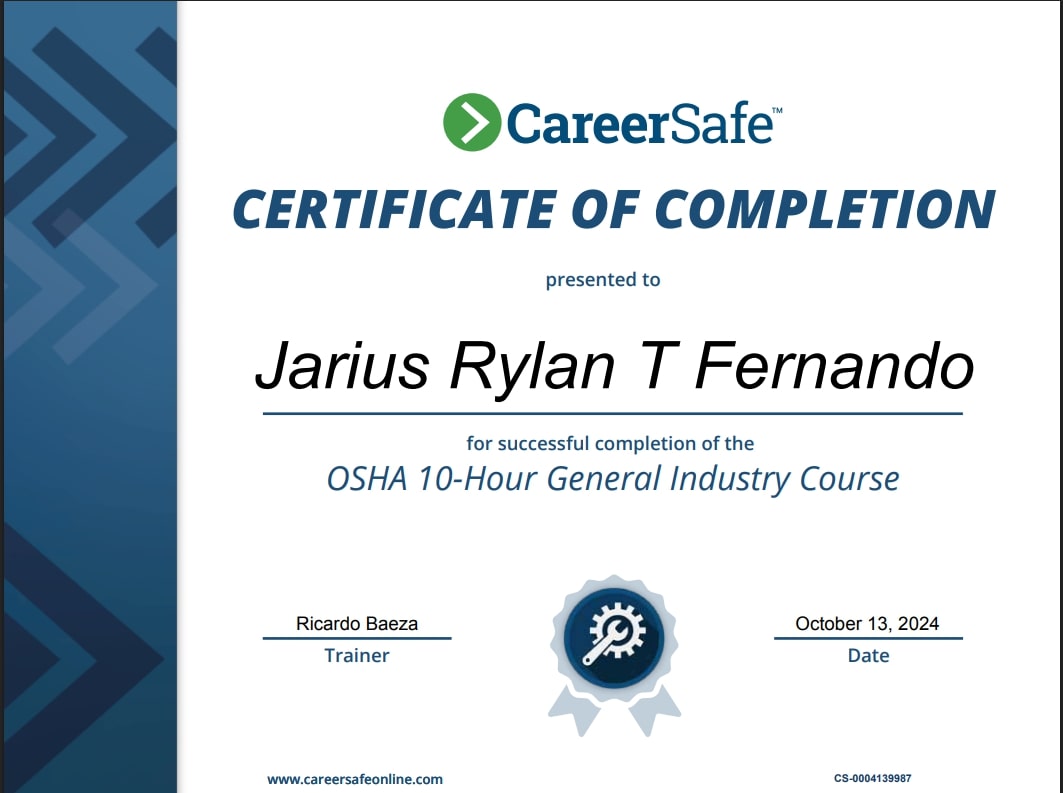 CareerSafe™
CERTIFICATE OF COMPLETION
presented to
Jarius Rylan T Fernando
for successful completion of the
OSHA 10-Hour General Industry Course
Ricardo Baeza
Trainer
October 13, 2024
Date
www.careersafeonline.com
CS-0004139987